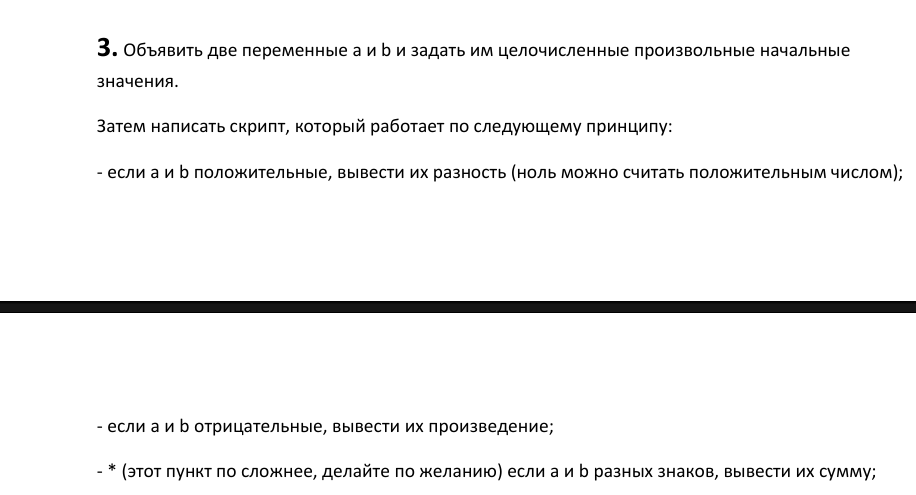 3. Объявить две переменные a и b и задать им целочисленные произвольные начальные
значения.
Затем написать скрипт, который работает по следующему принципу:
- если a и b положительные, вывести их разность (ноль можно считать положительным числом);
- если a и b отрицательные, вывести их произведение;
- * (этот пункт по сложнее, делайте по желанию) если a и b разных знаков, вывести их сумму;